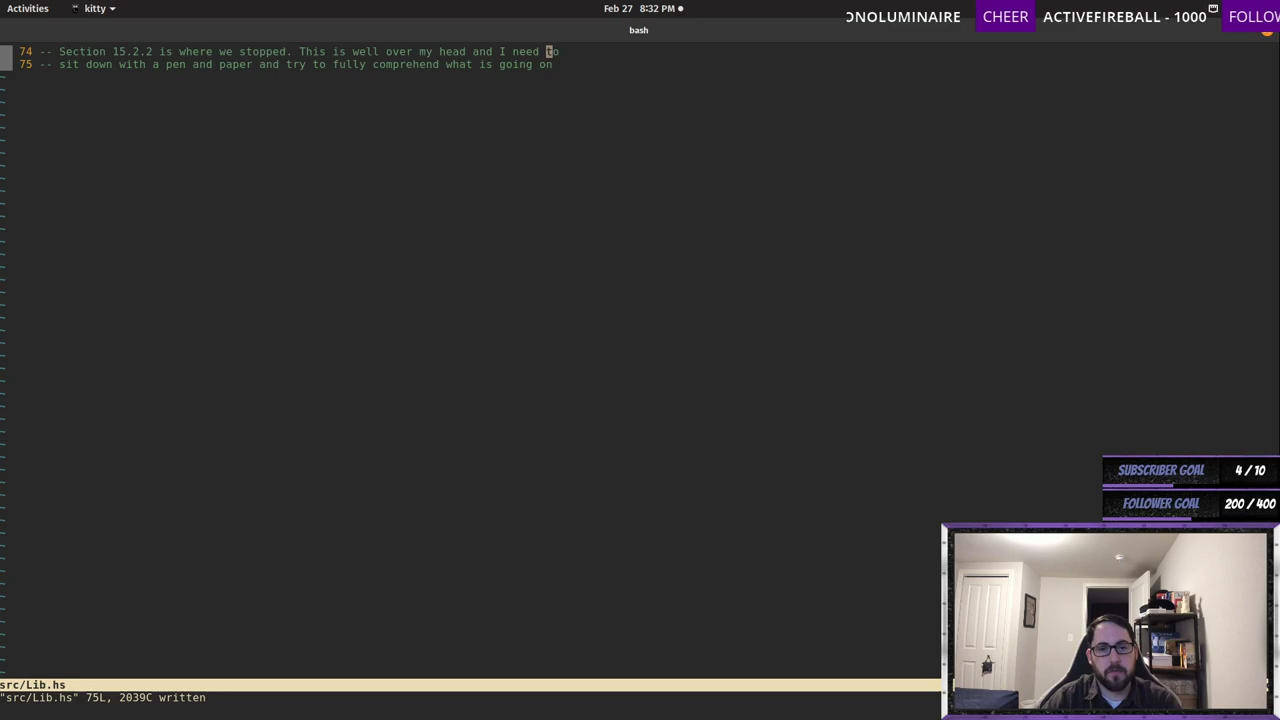 Activities
kitty
Feb 27 8:32 PM
ONOLUMINAIRE
CHEER
ACTIVEFIREBALL - 1000
FOLLOW
bash
74 -- Section 15.2.2 is where we stopped. This is well over my head and I need to
75 -- sit down with a pen and paper and try to fully comprehend what is going on
~
SUBSCRIBER GOAL 4 / 10
FOLLOWER GOAL 200 / 400
src/Lib.hs
"src/Lib.hs" 75L, 2039C written